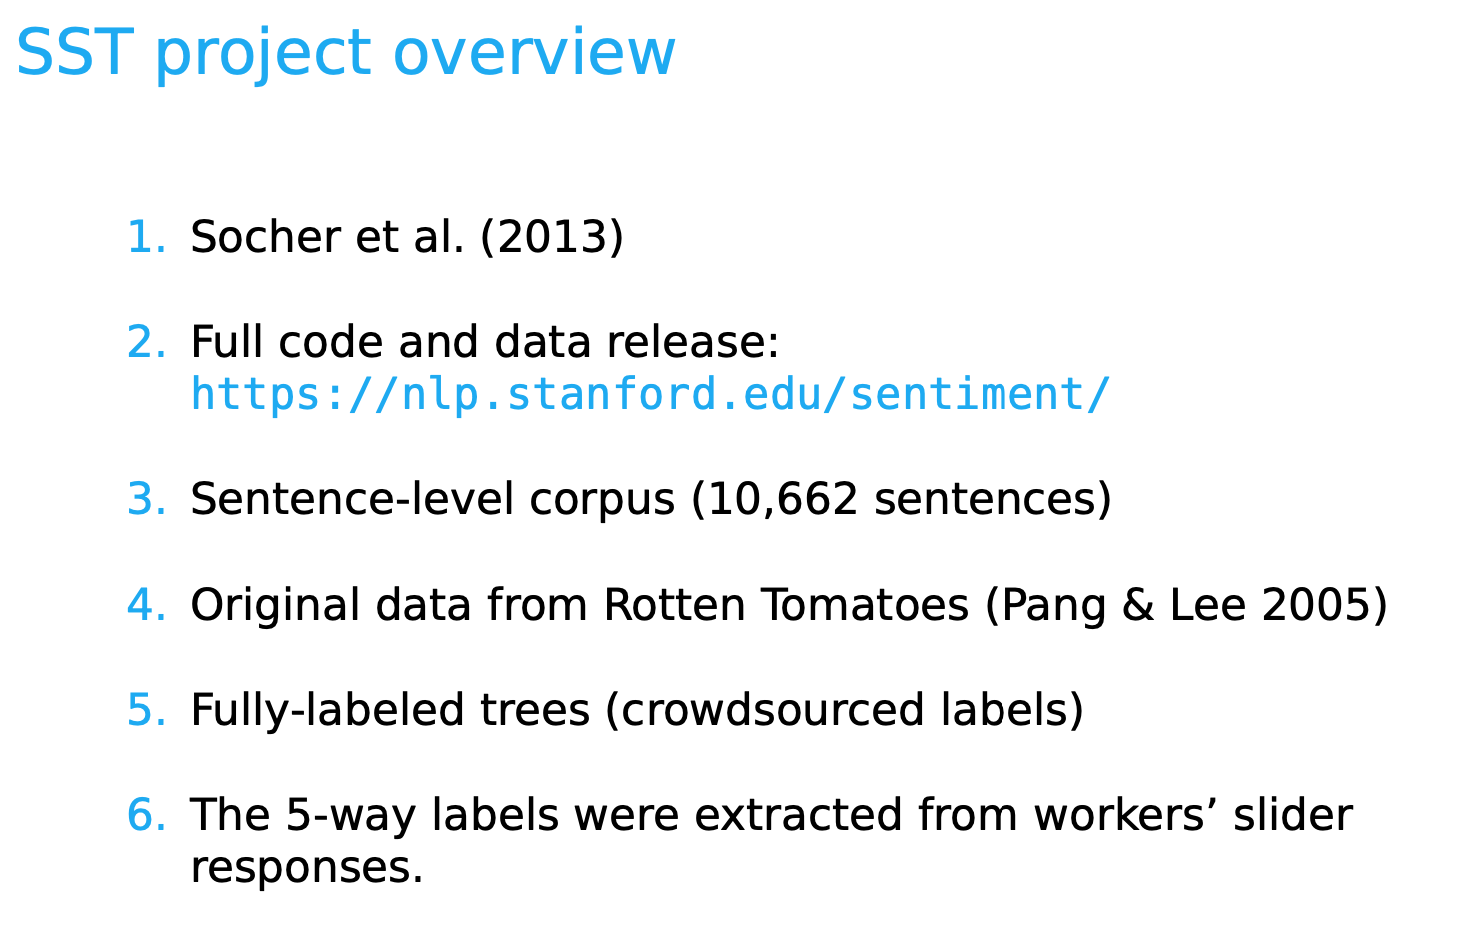 SST project overview
1. Socher et al. (2013)
2. Full code and data release:
https://nlp.stanford.edu/sentiment/
3. Sentence-level corpus (10,662 sentences)
4. Original data from Rotten Tomatoes (Pang & Lee 2005)
5. Fully-labeled trees (crowdsourced labels)
6. The 5-way labels were extracted from workers’ slider
responses.